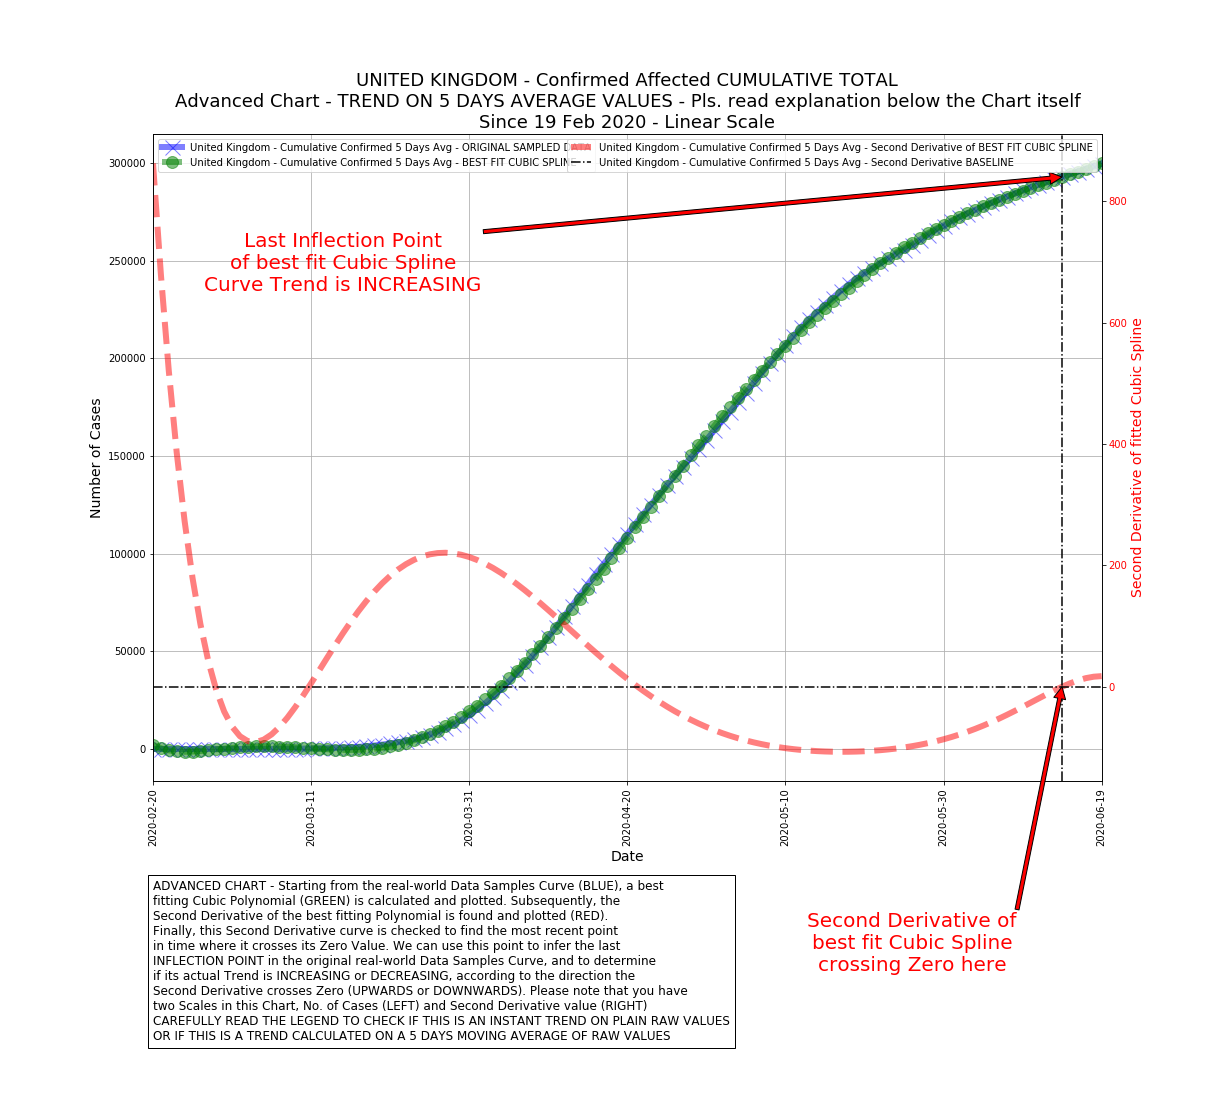 UNITED KINGDOM - Confirmed Affected CUMULATIVE TOTAL
Advanced Chart - TREND ON 5 DAYS AVERAGE VALUES - Pls. read explanation below the Chart itself
Since 19 Feb 2020 - Linear Scale
United Kingdom - Cumulative Confirmed 5 Days Avg - ORIGINAL SAMPLED
United Kingdom - Cumulative Confirmed 5 Days Avg - BEST FIT CUBIC SPLINE
United Kingdom - Cumulative Confirmed 5 Days Avg - Second Derivative of BEST FIT CUBIC SPLINE
United Kingdom - Cumulative Confirmed 5 Days Avg - Second Derivative BASELINE
Last Inflection Point
of best fit Cubic Spline
Curve Trend is INCREASING
300000
250000
200000
150000
100000
50000
0
Number of Cases
800
600
400
200
0
Second Derivative of fitted Cubic Spline
2020-02-20
2020-03-11
2020-03-31
2020-04-20
2020-05-10
2020-05-30
2020-06-19
Date
ADVANCED CHART - Starting from the real-world Data Samples Curve (BLUE), a best
fitting Cubic Polynomial (GREEN) is calculated and plotted. Subsequently, the
Second Derivative of the best fitting Polynomial is found and plotted (RED).
Finally, this Second Derivative curve is checked to find the most recent point
in time where it crosses its Zero Value. We can use this point to infer the last
INFLECTION POINT in the original real-world Data Samples Curve, and to determine
if its actual Trend is INCREASING or DECREASING, according to the direction the
Second Derivative crosses Zero (UPWARDS or DOWNWARDS). Please note that you have
two Scales in this Chart, No. of Cases (LEFT) and Second Derivative value (RIGHT)
CAREFULLY READ THE LEGEND TO CHECK IF THIS IS AN INSTANT TREND ON PLAIN RAW VALUES
OR IF THIS IS A TREND CALCULATED ON A 5 DAYS MOVING AVERAGE OF RAW VALUES
Second Derivative of
best fit Cubic Spline
crossing Zero here